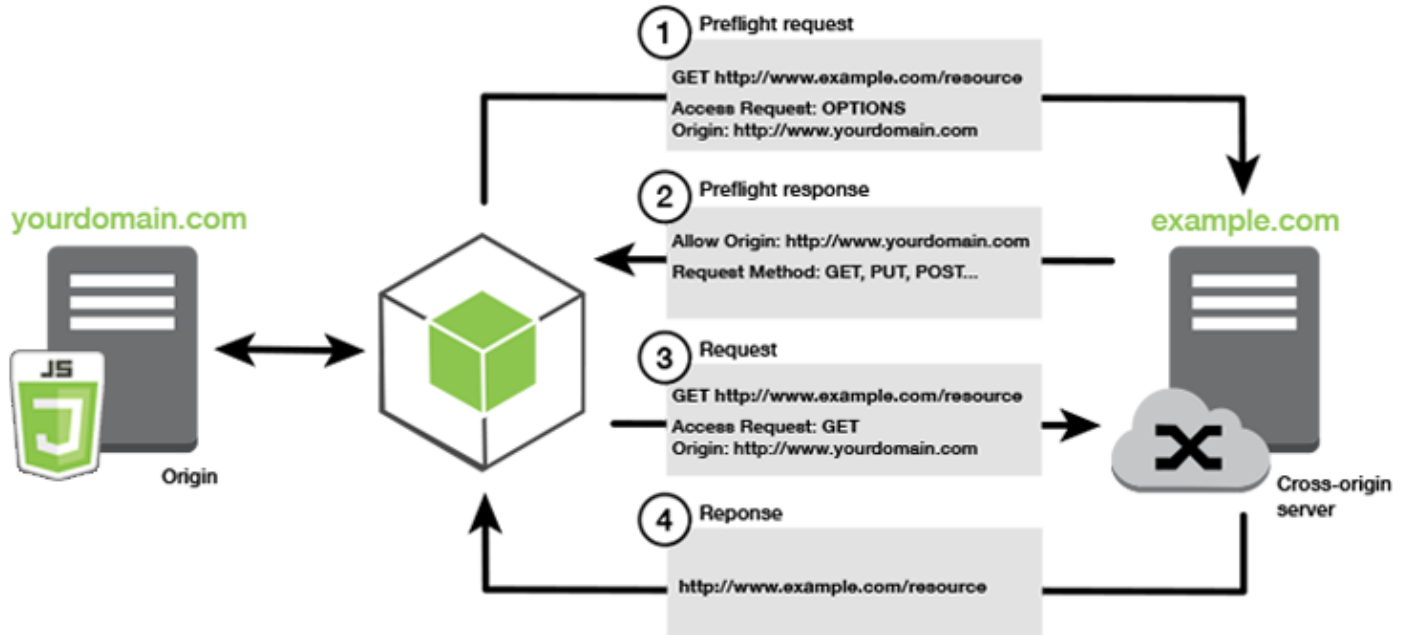 1 Preflight request
GET http://www.example.com/resource
Access Request: OPTIONS
Origin: http://www.yourdomain.com
2 Preflight response
Allow Origin: http://www.yourdomain.com
Request Method: GET, PUT, POST...
yourdomain.com
JS
Origin
example.com
Cross-origin
server
3 Request
GET http://www.example.com/resource
Access Request: GET
Origin: http://www.yourdomain.com
4 Reponse
http://www.example.com/resource